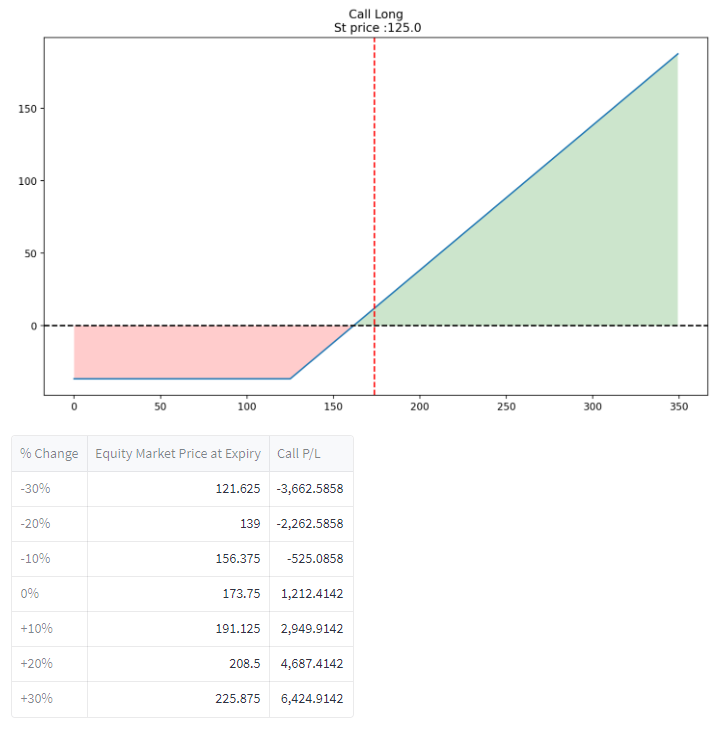 Call Long
St price :125.0
150
100
50
0
0 50 100 150 200 250 300 350
% Change Equity Market Price at Expiry Call P/L
-30% 121.625 -3,662.5858
-20% 139 -2,262.5858
-10% 156.375 -525.0858
0% 173.75 1,212.4142
+10% 191.125 2,949.9142
+20% 208.5 4,687.4142
+30% 225.875 6,424.9142